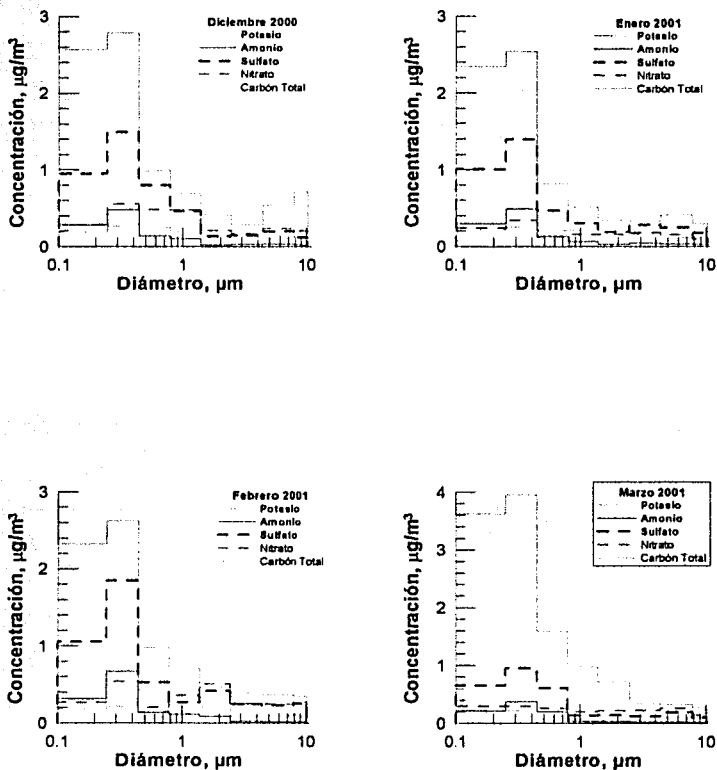 Diciembre 2000
Potasio
Amonio
Sulfato
Nitrato
Carbón Total
Concentración, µg/m³
3
2
1
0
0.1
1
10
Diámetro, µm
Enero 2001
Potasio
Amonio
Sulfato
Nitrato
Carbón Total
Concentración, µg/m³
3
2
1
0
0.1
1
10
Diámetro, µm
Febrero 2001
Potasio
Amonio
Sulfato
Nitrato
Carbón Total
Concentración, µg/m³
3
2
1
0
0.1
1
10
Diámetro, µm
Marzo 2001
Potasio
Amonio
Sulfato
Nitrato
Carbón Total
Concentración, µg/m³
4
3
2
1
0
0.1
1
10
Diámetro, µm